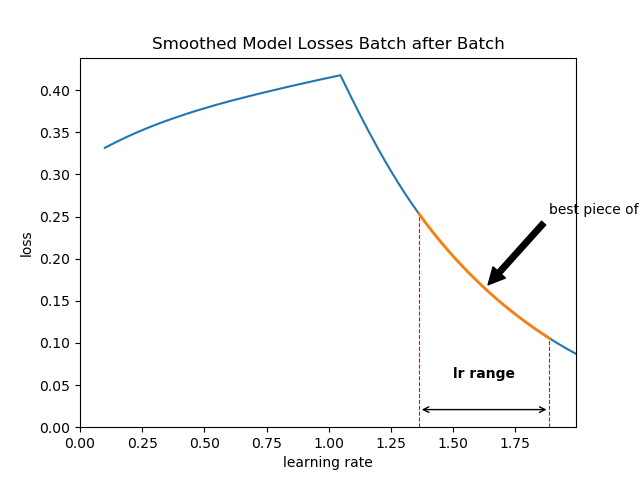 Smoothed Model Losses Batch after Batch
0.40
0.35
0.30
0.25
0.20
0.15
0.10
0.05
0.00
loss
best piece of
lr range
0.00 0.25 0.50 0.75 1.00 1.25 1.50 1.75
learning rate